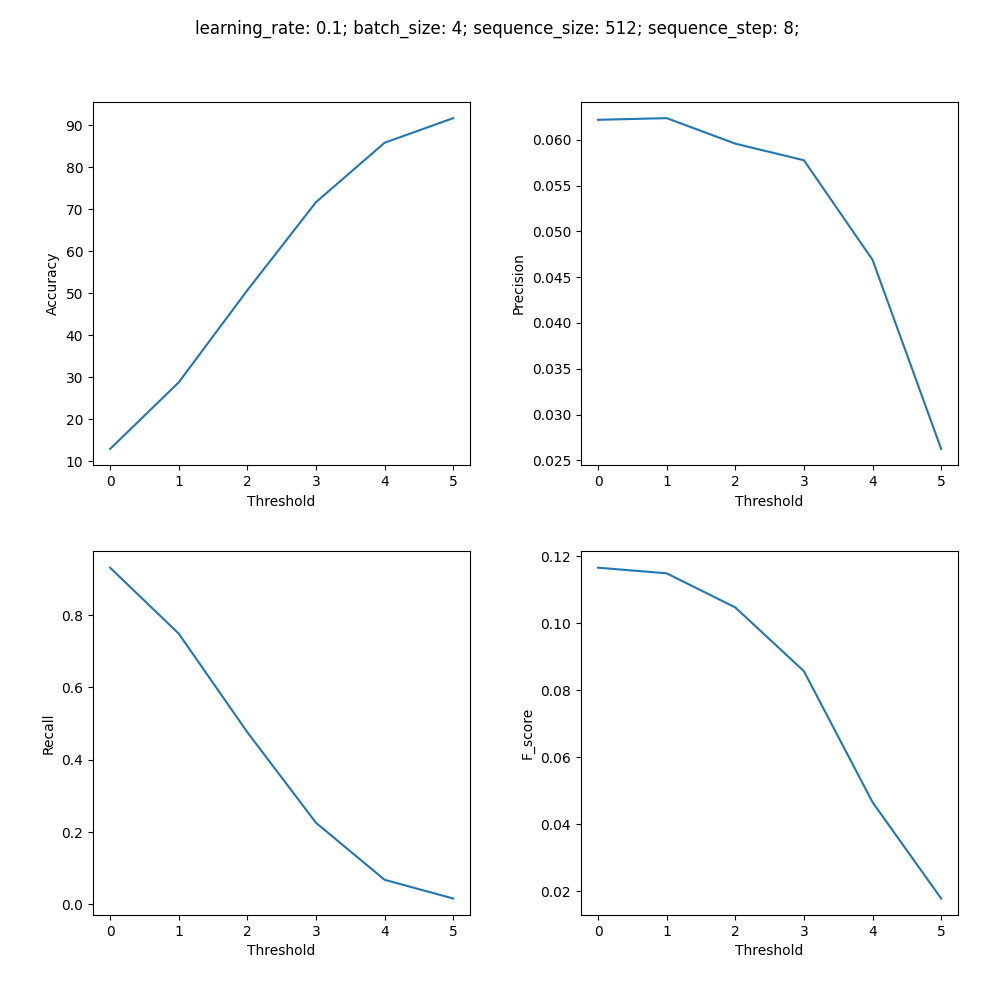 learning_rate: 0.1; batch_size: 4; sequence_size: 512; sequence_step: 8;
90
80
70
60
50
40
30
20
10
Accuracy
0 1 2 3 4 5
Threshold
0.060
0.055
0.050
0.045
0.040
0.035
0.030
0.025
Precision
0 1 2 3 4 5
Threshold
0.8
0.6
0.4
0.2
0.0
Recall
0 1 2 3 4 5
Threshold
0.12
0.10
0.08
0.06
0.04
0.02
F_score
0 1 2 3 4 5
Threshold